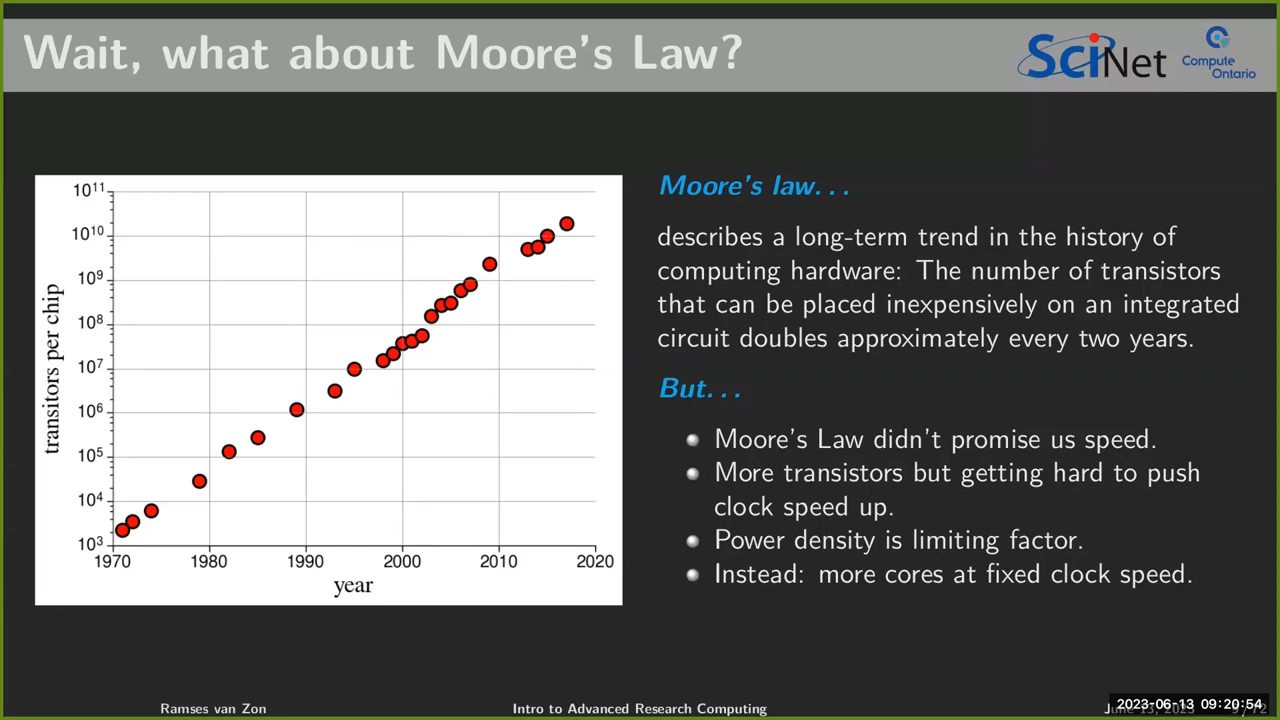 Wait, what about Moore's Law?
SciNet
Compute
Ontario
10¹¹
10¹⁰
10⁹
10⁸
10⁷
10⁶
10⁵
10⁴
10³
transitors per chip
1970 1980 1990 2000 2010 2020
year
Moore's law...
describes a long-term trend in the history of
computing hardware: The number of transistors
that can be placed inexpensively on an integrated
circuit doubles approximately every two years.
But...
Moore's Law didn't promise us speed.
More transistors but getting hard to push
clock speed up.
Power density is limiting factor.
Instead: more cores at fixed clock speed.
Ramses van Zon
Intro to Advanced Research Computing
2023-06-13 09:20:54